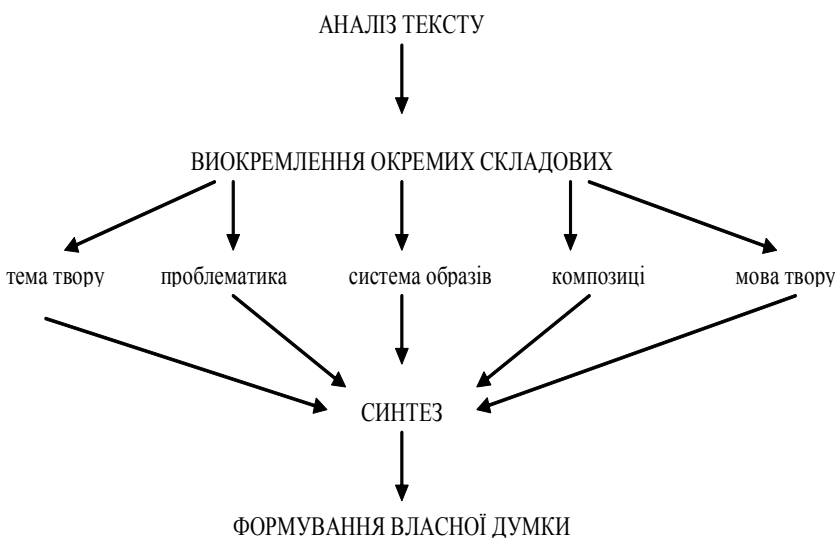 АНАЛІЗ ТЕКСТУ
ВИОКРЕМЛЕННЯ ОКРЕМИХ СКЛАДОВИХ
тема твору проблематика система образів композиці мова твору
СИНТЕЗ
ФОРМУВАННЯ ВЛАСНОЇ ДУМКИ